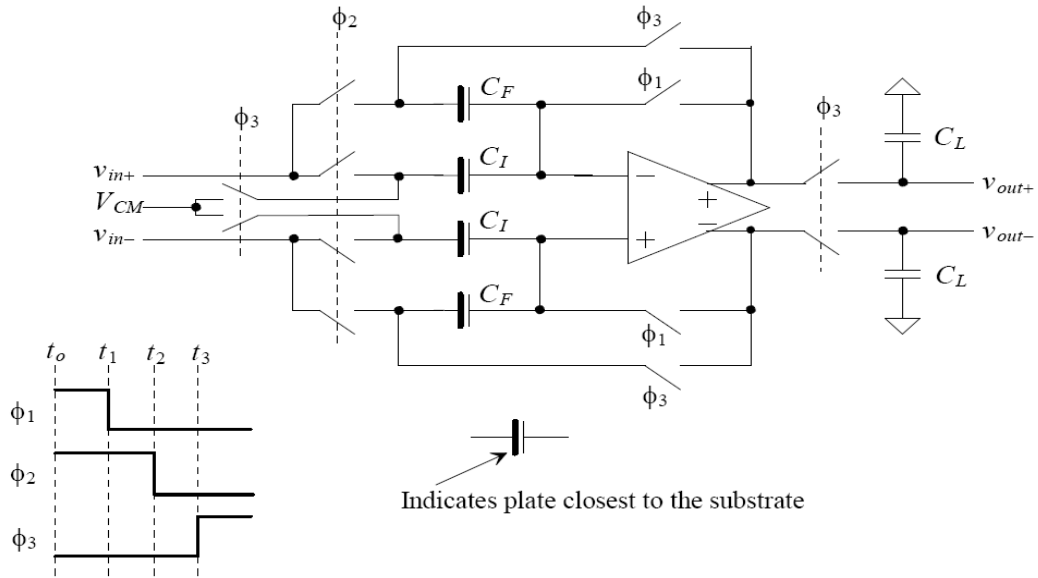 ϕ3
ϕ2
CF
ϕ1
ϕ3
ϕ3
CL
vin+
CI
−
+
vout+
VCM
vin−
CI
+
−
vout−
CL
CF
ϕ1
ϕ3
to t1 t2 t3
ϕ1
ϕ2
ϕ3
Indicates plate closest to the substrate